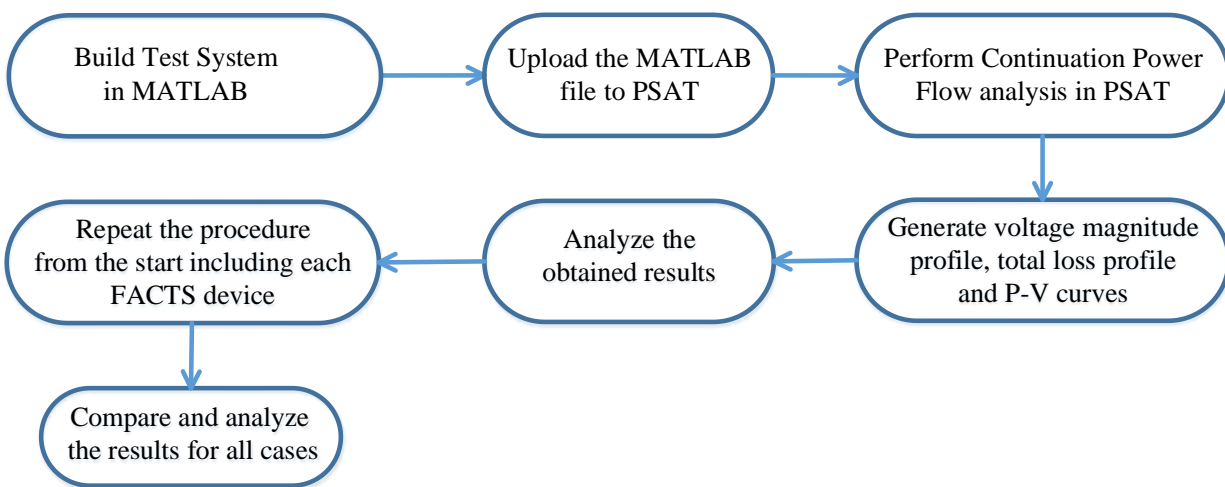 Build Test System
in MATLAB
Upload the MATLAB
file to PSAT
Perform Continuation Power
Flow analysis in PSAT
Generate voltage magnitude
profile, total loss profile
and P-V curves
Analyze the
obtained results
Repeat the procedure
from the start including each
FACTS device
Compare and analyze
the results for all cases